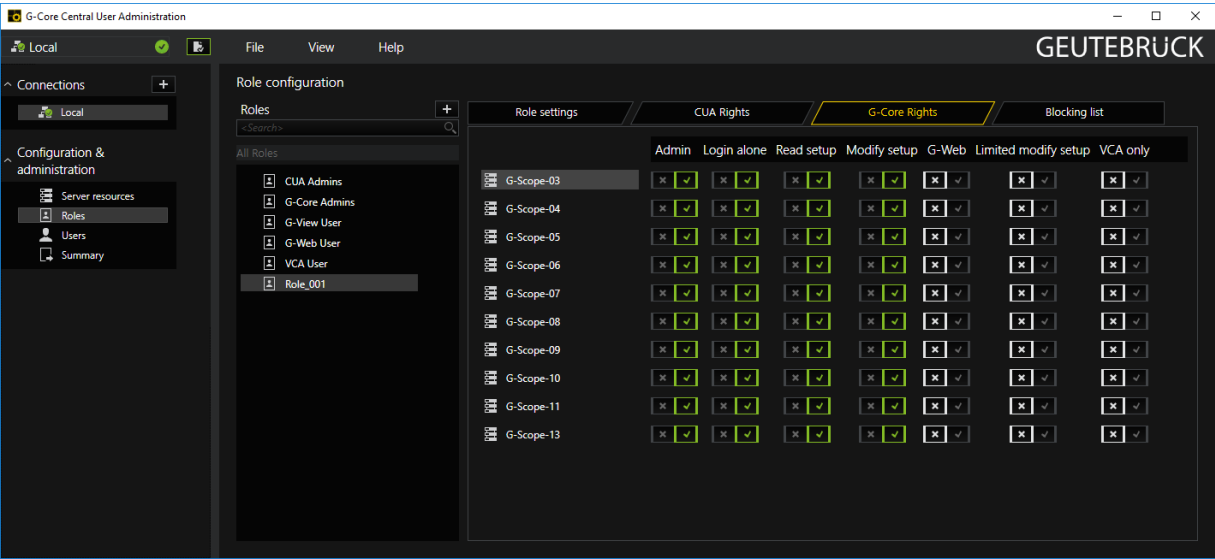 G-Core Central User Administration
Local
File View Help
GEUTEBRÜCK
Connections
Local
Configuration &
administration
Server resources
Roles
Users
Summary
Role configuration
Roles
<Search>
All Roles
CUA Admins
G-Core Admins
G-View User
G-Web User
VCA User
Role_001
Role settings CUA Rights G-Core Rights Blocking list
Admin Login alone Read setup Modify setup G-Web Limited modify setup VCA only
G-Scope-03
G-Scope-04
G-Scope-05
G-Scope-06
G-Scope-07
G-Scope-08
G-Scope-09
G-Scope-10
G-Scope-11
G-Scope-13